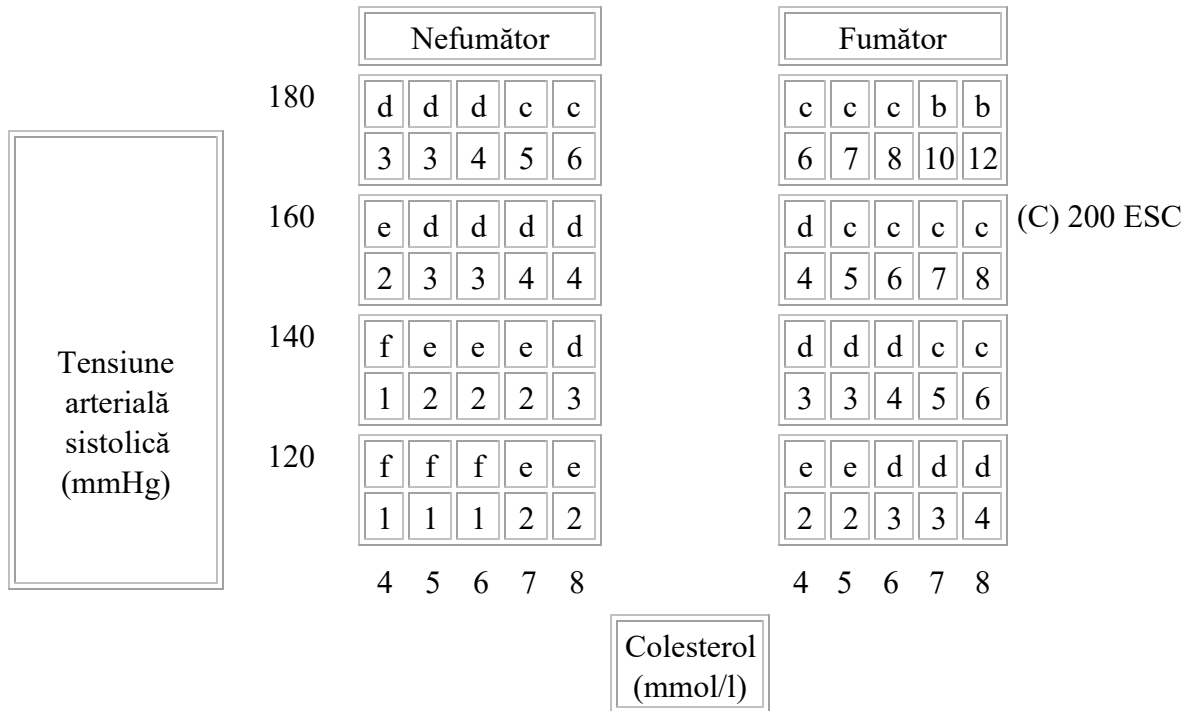 Nefumător Fumător
180 d d d c c c c c b b
3 3 4 5 6 6 7 8 10 12
160 e d d d d d c c c c (C) 200 ESC
2 3 3 4 4 4 5 6 7 8
140 f e e e d d d d c c
1 2 2 2 3 3 3 4 5 6
Tensiune
arterială
sistolică
(mmHg)
120 f f f e e e e d d d
1 1 1 2 2 2 2 3 3 4
4 5 6 7 8 4 5 6 7 8
Colesterol
(mmol/l)